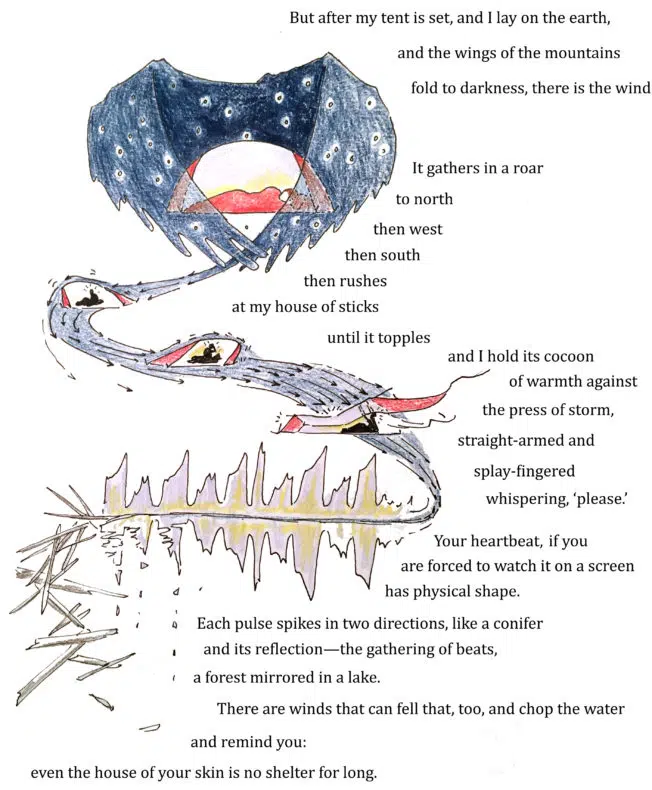 But after my tent is set, and I lay on the earth,
and the wings of the mountains
fold to darkness, there is the wind
It gathers in a roar
to north
then west
then south
then rushes
at my house of sticks
until it topples
and I hold its cocoon
of warmth against
the press of storm,
straight-armed and
splay-fingered
whispering, ‘please.’
Your heartbeat, if you
are forced to watch it on a screen
has physical shape.
Each pulse spikes in two directions, like a conifer
and its reflection—the gathering of beats,
a forest mirrored in a lake.
There are winds that can fell that, too, and chop the water
and remind you:
even the house of your skin is no shelter for long.